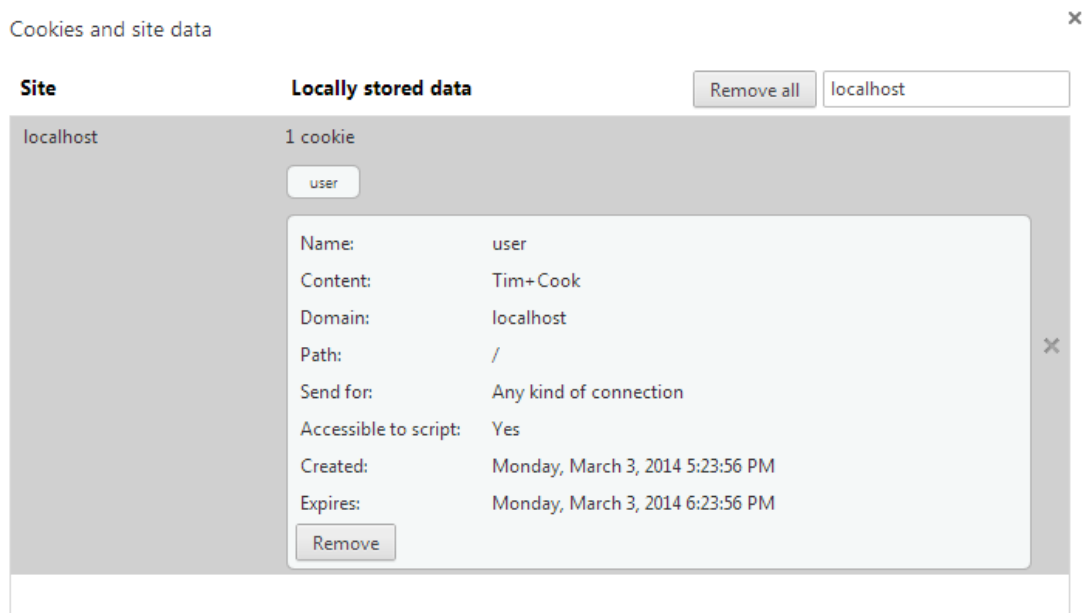 Cookies and site data
Site Locally stored data Remove all localhost
localhost 1 cookie
user
Name: user
Content: Tim+Cook
Domain: localhost
Path: /
Send for: Any kind of connection
Accessible to script: Yes
Created: Monday, March 3, 2014 5:23:56 PM
Expires: Monday, March 3, 2014 6:23:56 PM
Remove